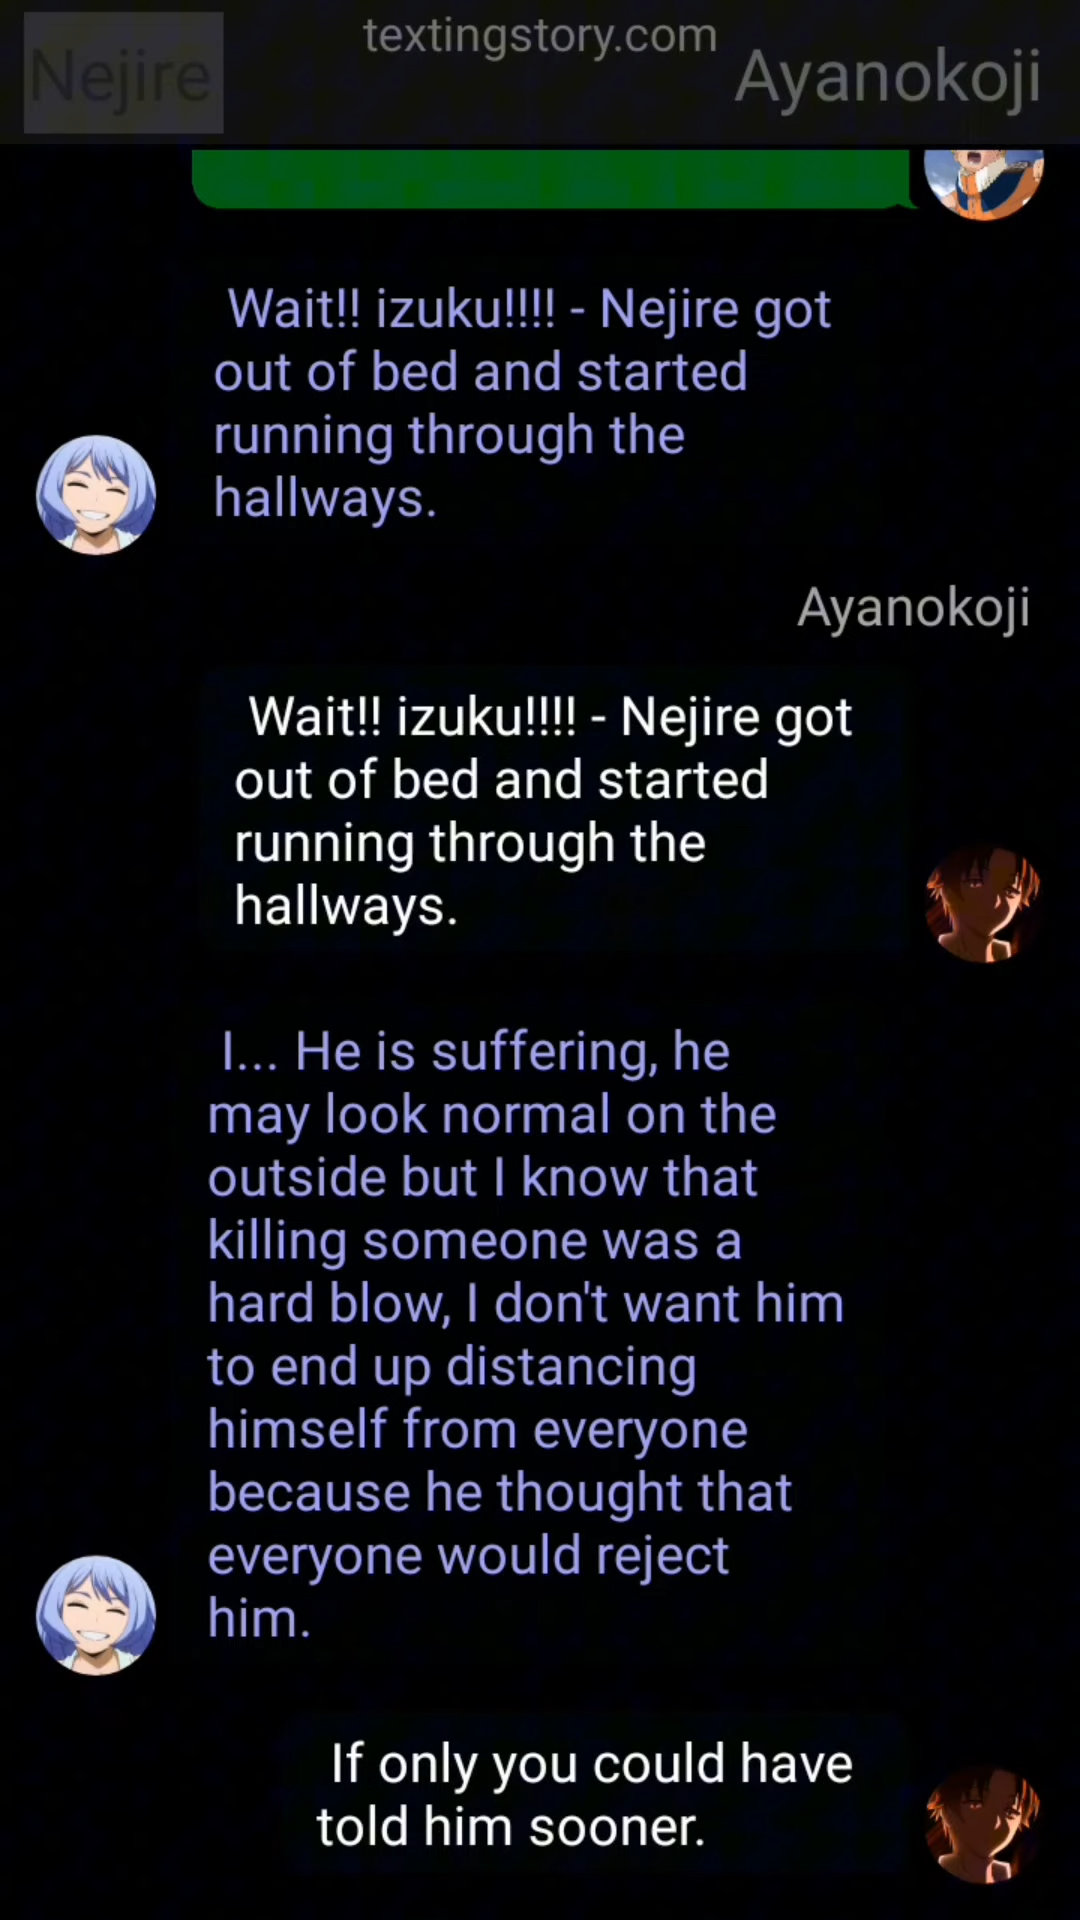 textingstory.com
Nejire
Ayanokoji
Wait!! izuku!!!! - Nejire got
out of bed and started
running through the
hallways.
Ayanokoji
Wait!! izuku!!!! - Nejire got
out of bed and started
running through the
hallways.
I... He is suffering, he
may look normal on the
outside but I know that
killing someone was a
hard blow, I don't want him
to end up distancing
himself from everyone
because he thought that
everyone would reject
him.
If only you could have
told him sooner.